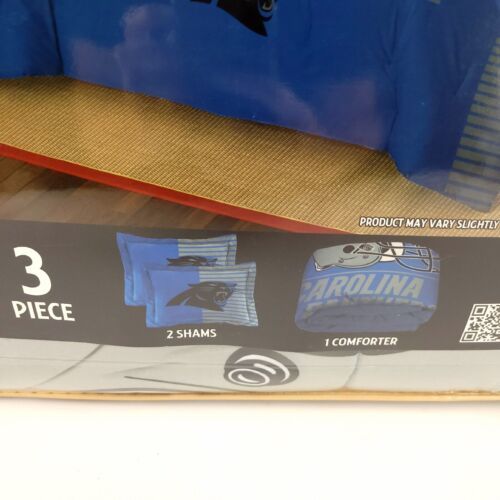 PRODUCT MAY VARY SLIGHTLY
3
PIECE
CAROLINA
2 SHAMS
1 COMFORTER